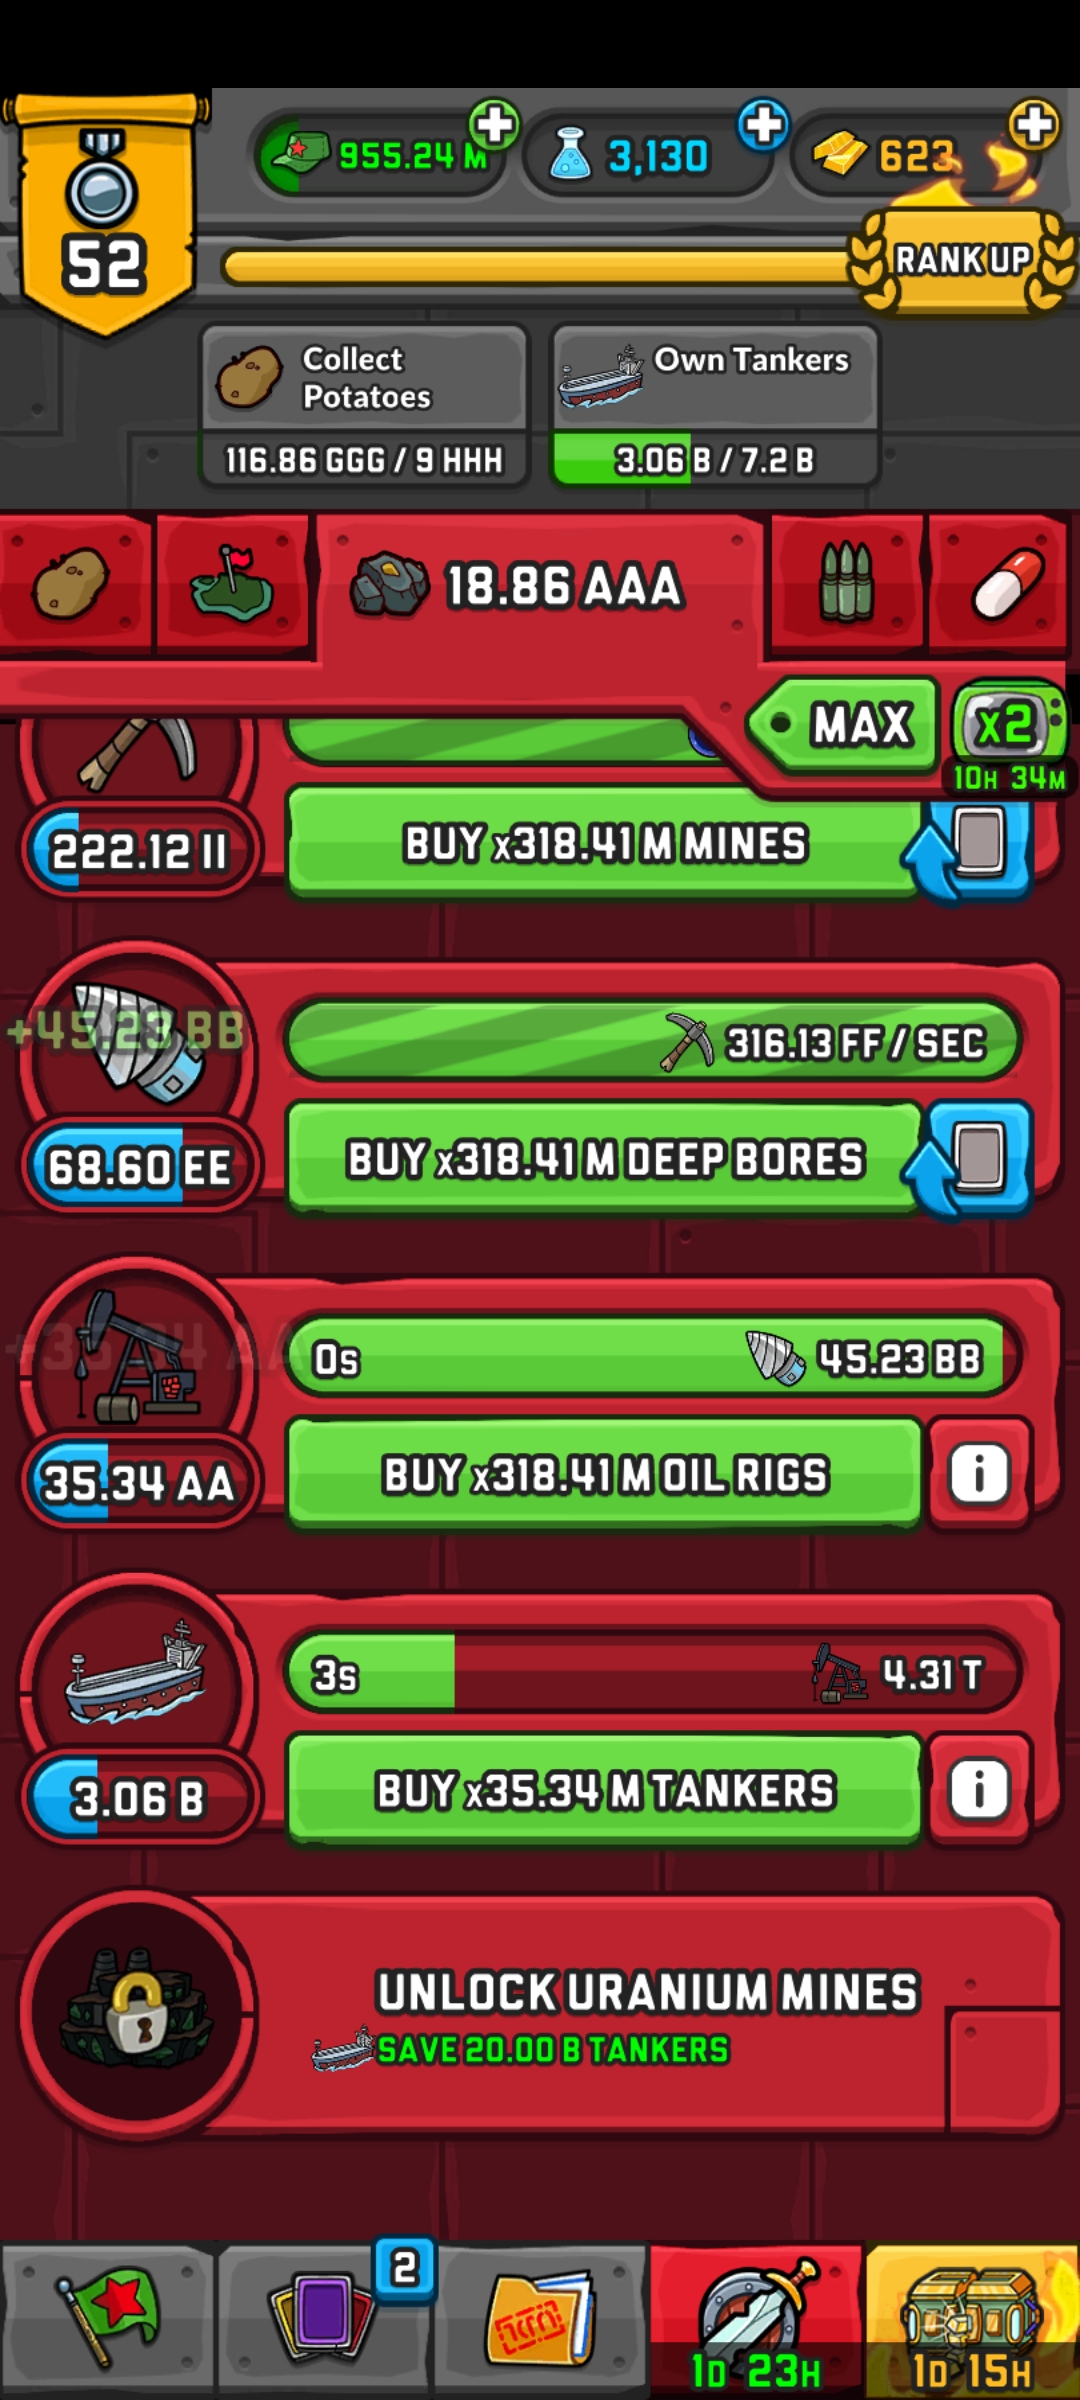 955.24 M
3,130
623
52
RANK UP
Collect
Potatoes
Own Tankers
116.86 GGG / 9 HHH
3.06 B / 7.2 B
18.86 AAA
MAX
X2
10H 34M
222.12 II
BUY x318.41 M MINES
+45.23 BB
316.13 FF / SEC
68.60 EE
BUY x318.41 M DEEP BORES
+35.34 AA
0s
45.23 BB
35.34 AA
BUY x318.41 M OIL RIGS
i
3s
4.31 T
3.06 B
BUY x35.34 M TANKERS
i
UNLOCK URANIUM MINES
SAVE 20.00 B TANKERS
2
1D 23H
1D 15H